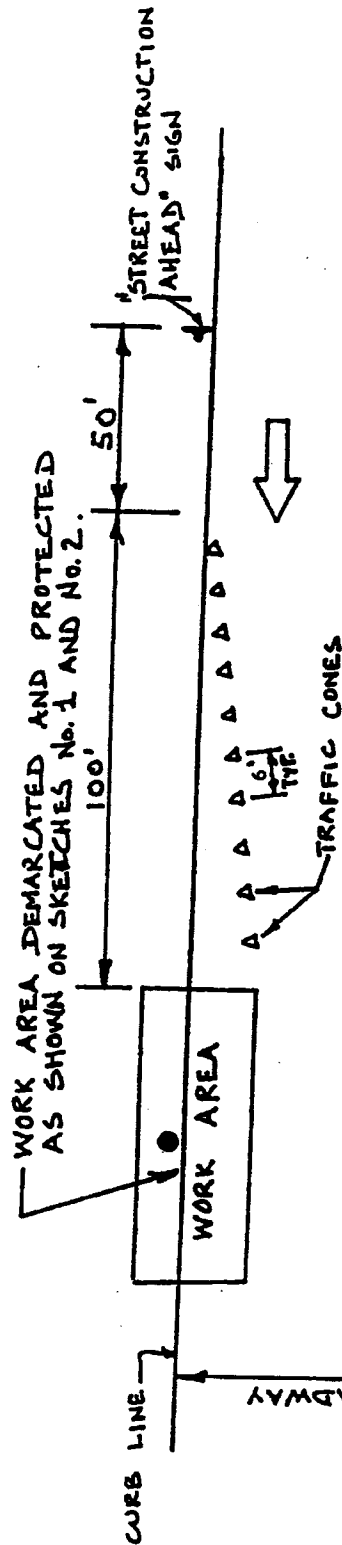 WORK AREA DEMARCATED AND PROTECTED
AS SHOWN ON SKETCHES No. 1 AND No. 2.
100'
50'
"STREET CONSTRUCTION
AHEAD" SIGN
CURB LINE
WORK AREA
6'
TYP.
TRAFFIC CONES